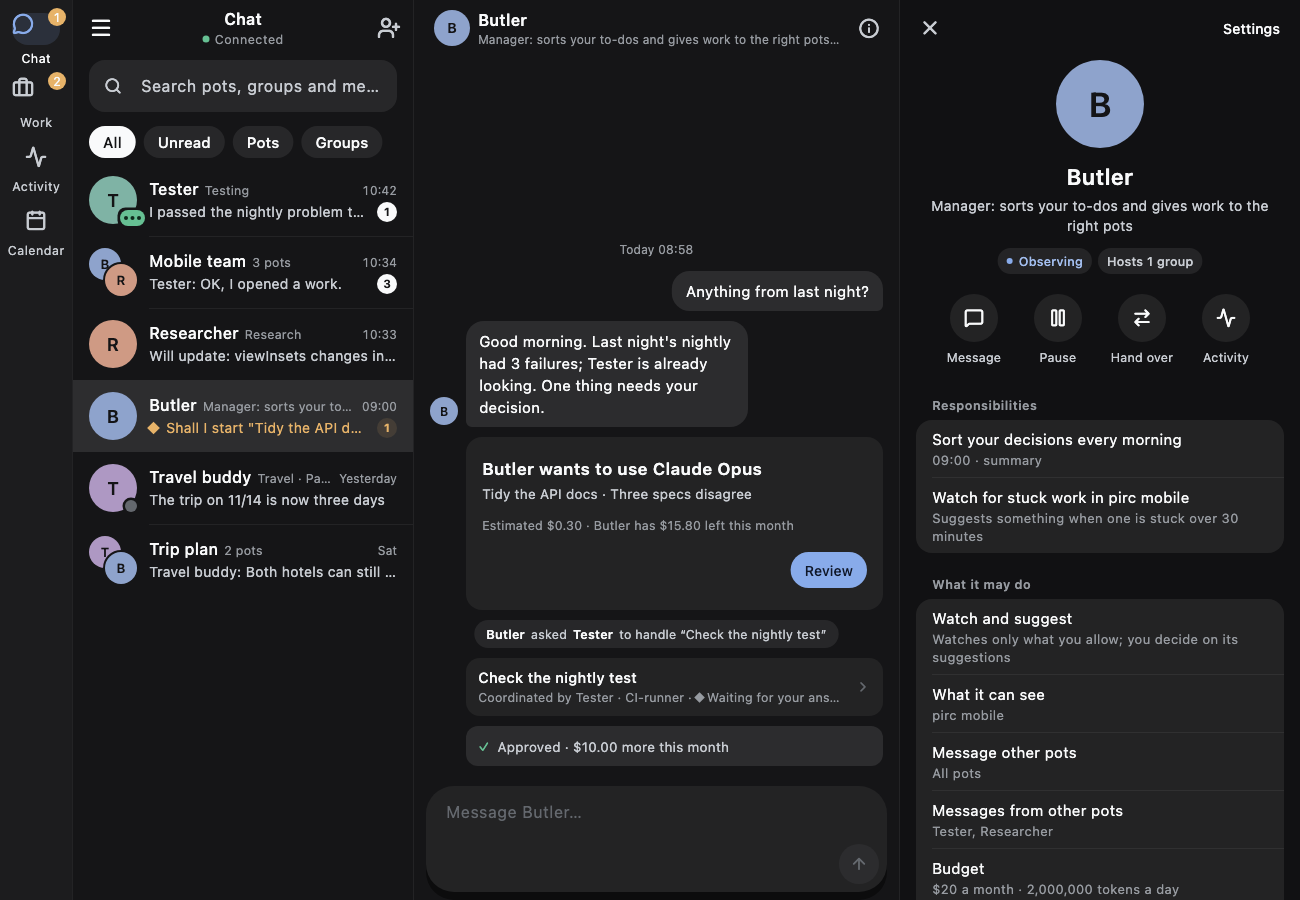 1
Chat
2
Work
Activity
Calendar
Chat
Connected
Search pots, groups and me...
All
Unread
Pots
Groups
T
Tester Testing 10:42
I passed the nightly problem t... 1
B
R
Mobile team 3 pots 10:34
Tester: OK, I opened a work. 3
R
Researcher Research 10:33
Will update: viewInsets changes in...
B
Butler Manager: sorts your to... 09:00
Shall I start "Tidy the API d... 1
T
Travel buddy Travel · Pa... Yesterday
The trip on 11/14 is now three days
T
B
Trip plan 2 pots Sat
Travel buddy: Both hotels can still ...
B
Butler
Manager: sorts your to-dos and gives work to the right pots...
Today 08:58
Anything from last night?
Good morning. Last night's nightly
had 3 failures; Tester is already
looking. One thing needs your
decision.
B
Butler wants to use Claude Opus
Tidy the API docs · Three specs disagree
Estimated $0.30 · Butler has $15.80 left this month
Review
Butler asked Tester to handle “Check the nightly test”
Check the nightly test
Coordinated by Tester · CI-runner · ◆ Waiting for your ans...
Approved · $10.00 more this month
Message Butler...
Settings
B
Butler
Manager: sorts your to-dos and gives work to the
right pots
Observing
Hosts 1 group
Message
Pause
Hand over
Activity
Responsibilities
Sort your decisions every morning
09:00 · summary
Watch for stuck work in pirc mobile
Suggests something when one is stuck over 30
minutes
What it may do
Watch and suggest
Watches only what you allow; you decide on its
suggestions
What it can see
pirc mobile
Message other pots
All pots
Messages from other pots
Tester, Researcher
Budget
$20 a month · 2,000,000 tokens a day